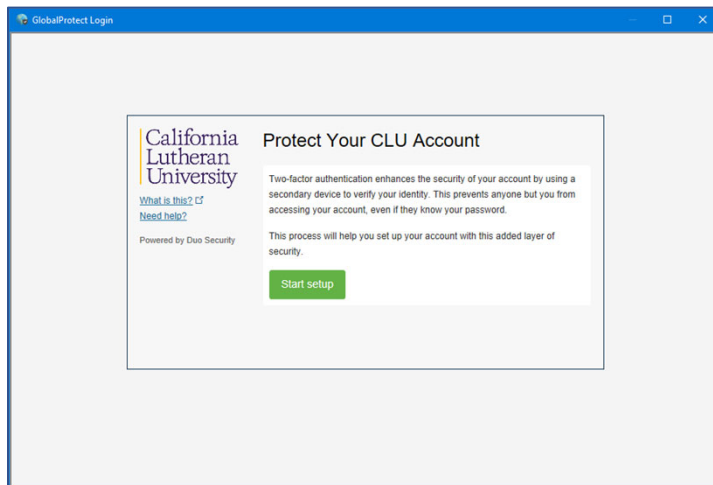 GlobalProtect Login
California
Lutheran
University
What is this?
Need help?
Powered by Duo Security
Protect Your CLU Account
Two-factor authentication enhances the security of your account by using a
secondary device to verify your identity. This prevents anyone but you from
accessing your account, even if they know your password.
This process will help you set up your account with this added layer of
security.
Start setup